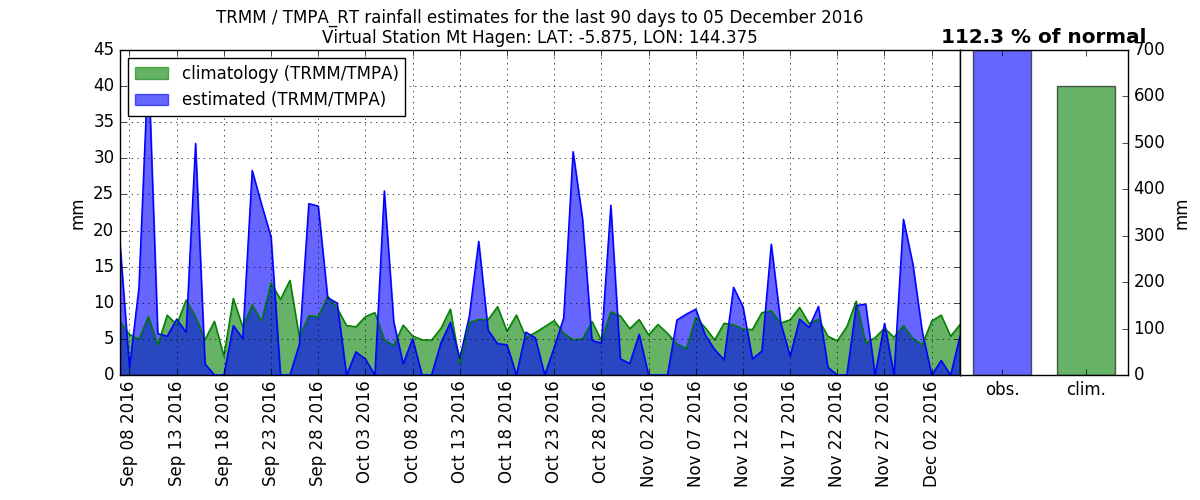 TRMM / TMPA_RT rainfall estimates for the last 90 days to 05 December 2016
Virtual Station Mt Hagen: LAT: -5.875, LON: 144.375
112.3 % of normal
climatology (TRMM/TMPA)
estimated (TRMM/TMPA)
45
40
35
30
25
20
15
10
5
0
mm
700
600
500
400
300
200
100
0
mm
Sep 08 2016
Sep 13 2016
Sep 18 2016
Sep 23 2016
Sep 28 2016
Oct 03 2016
Oct 08 2016
Oct 13 2016
Oct 18 2016
Oct 23 2016
Oct 28 2016
Nov 02 2016
Nov 07 2016
Nov 12 2016
Nov 17 2016
Nov 22 2016
Nov 27 2016
Dec 02 2016
obs.
clim.